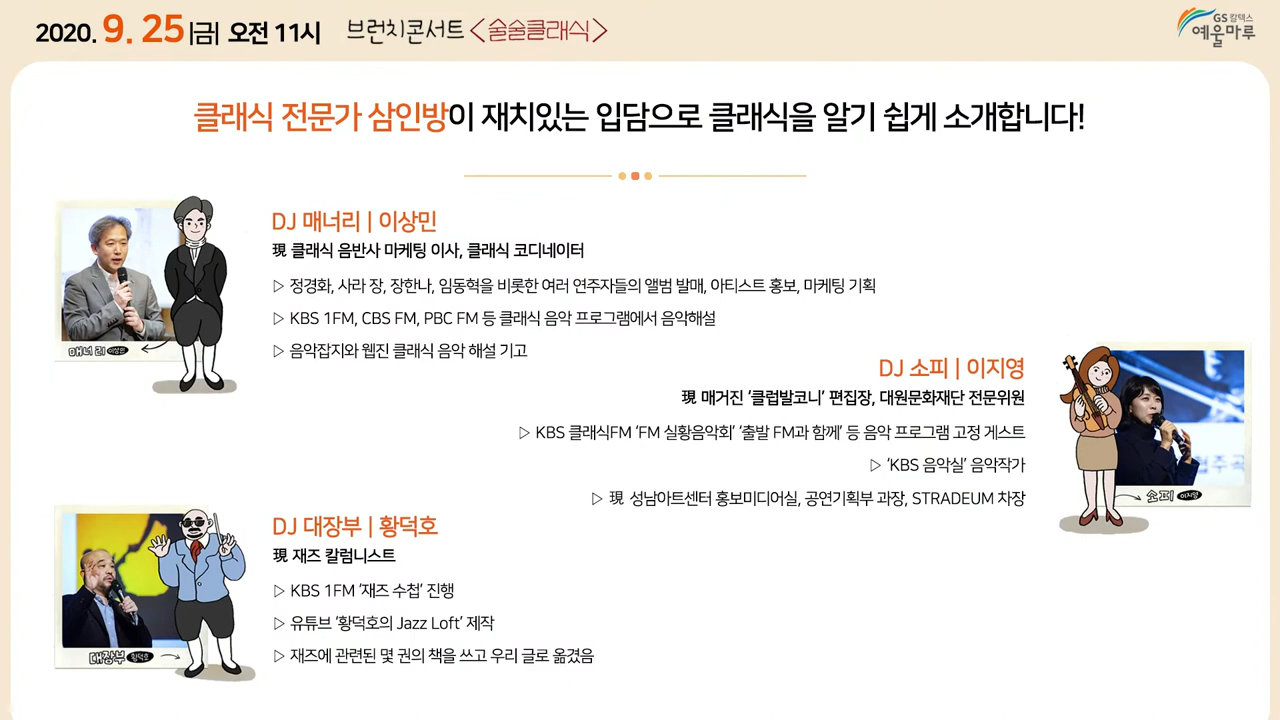 2020. 9. 25 |금| 오전 11시 브런치콘서트 <술술클래식>
GS칼텍스
예울마루
클래식 전문가 삼인방이 재치있는 입담으로 클래식을 알기 쉽게 소개합니다!
DJ 매너리 | 이상민
現 클래식 음반사 마케팅 이사, 클래식 코디네이터
▷ 정경화, 사라 장, 장한나, 임동혁을 비롯한 여러 연주자들의 앨범 발매, 아티스트 홍보, 마케팅 기획
▷ KBS 1FM, CBS FM, PBC FM 등 클래식 음악 프로그램에서 음악해설
▷ 음악잡지와 웹진 클래식 음악 해설 기고
매너리 이상민
DJ 소피 | 이지영
現 매거진 ‘클럽발코니’ 편집장, 대원문화재단 전문위원
▷ KBS 클래식FM ‘FM 실황음악회’ ‘출발 FM과 함께’ 등 음악 프로그램 고정 게스트
▷ ‘KBS 음악실’ 음악작가
▷ 現 성남아트센터 홍보미디어실, 공연기획부 과장, STRADEUM 차장
협주곡
소피 이지영
DJ 대장부 | 황덕호
現 재즈 칼럼니스트
▷ KBS 1FM ‘재즈 수첩’ 진행
▷ 유튜브 ‘황덕호의 Jazz Loft’ 제작
▷ 재즈에 관련된 몇 권의 책을 쓰고 우리 글로 옮겼음
대장부 황덕호